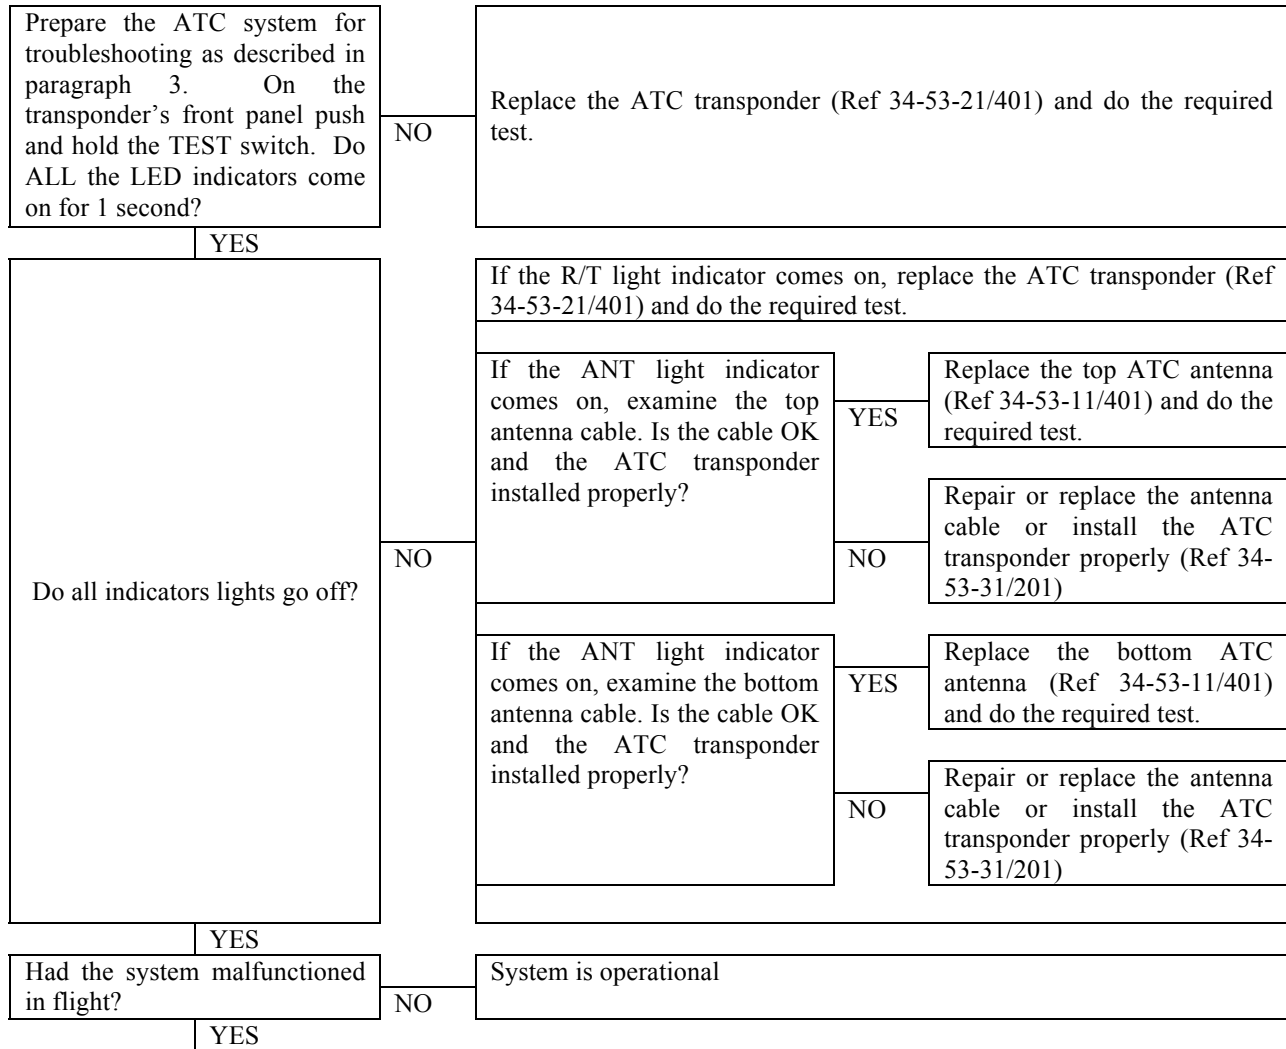 Prepare the ATC system for
troubleshooting as described in
paragraph 3. On the
transponder's front panel push
and hold the TEST switch. Do
ALL the LED indicators come
on for 1 second?
NO
Replace the ATC transponder (Ref 34-53-21/401) and do the required
test.
YES
Do all indicators lights go off?
NO
If the R/T light indicator comes on, replace the ATC transponder (Ref
34-53-21/401) and do the required test.
If the ANT light indicator
comes on, examine the top
antenna cable. Is the cable OK
and the ATC transponder
installed properly?
YES
Replace the top ATC antenna
(Ref 34-53-11/401) and do the
required test.
NO
Repair or replace the antenna
cable or install the ATC
transponder properly (Ref 34-
53-31/201)
If the ANT light indicator
comes on, examine the bottom
antenna cable. Is the cable OK
and the ATC transponder
installed properly?
YES
Replace the bottom ATC
antenna (Ref 34-53-11/401)
and do the required test.
NO
Repair or replace the antenna
cable or install the ATC
transponder properly (Ref 34-
53-31/201)
YES
Had the system malfunctioned
in flight?
NO
System is operational
YES